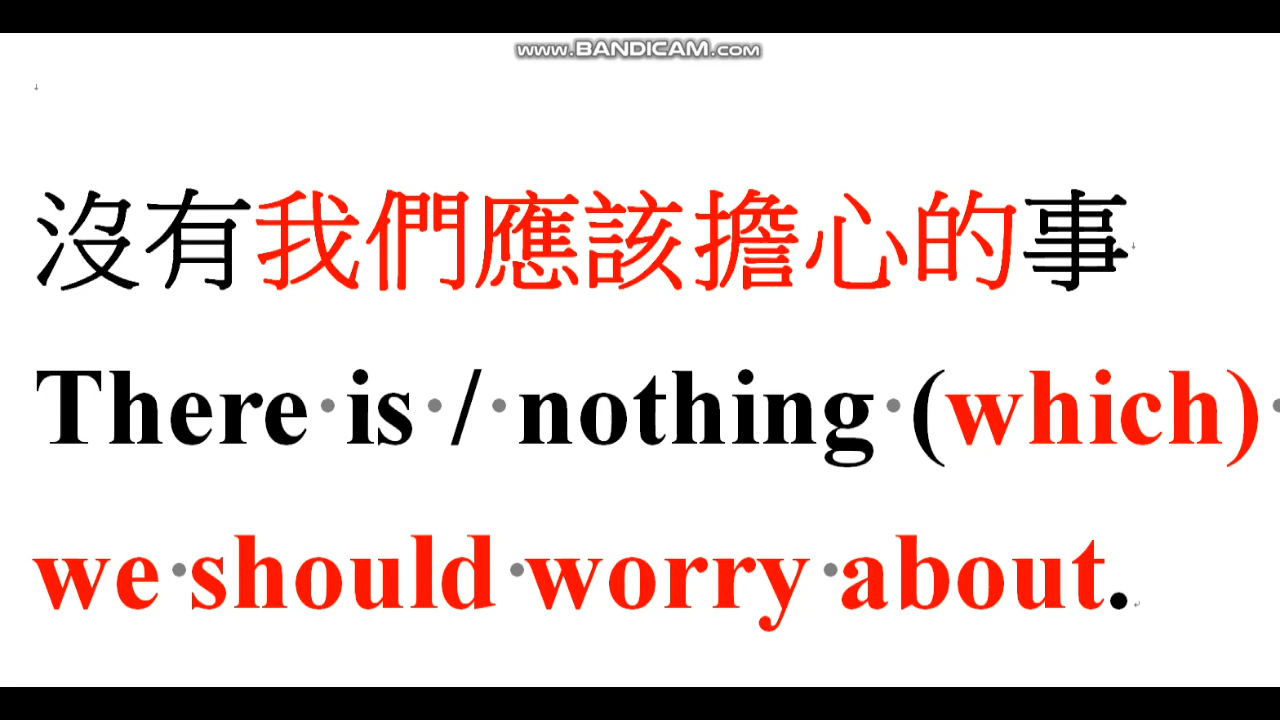 www.BANDICAM.com
沒有我們應該擔心的事
There is / nothing (which)
we should worry about.